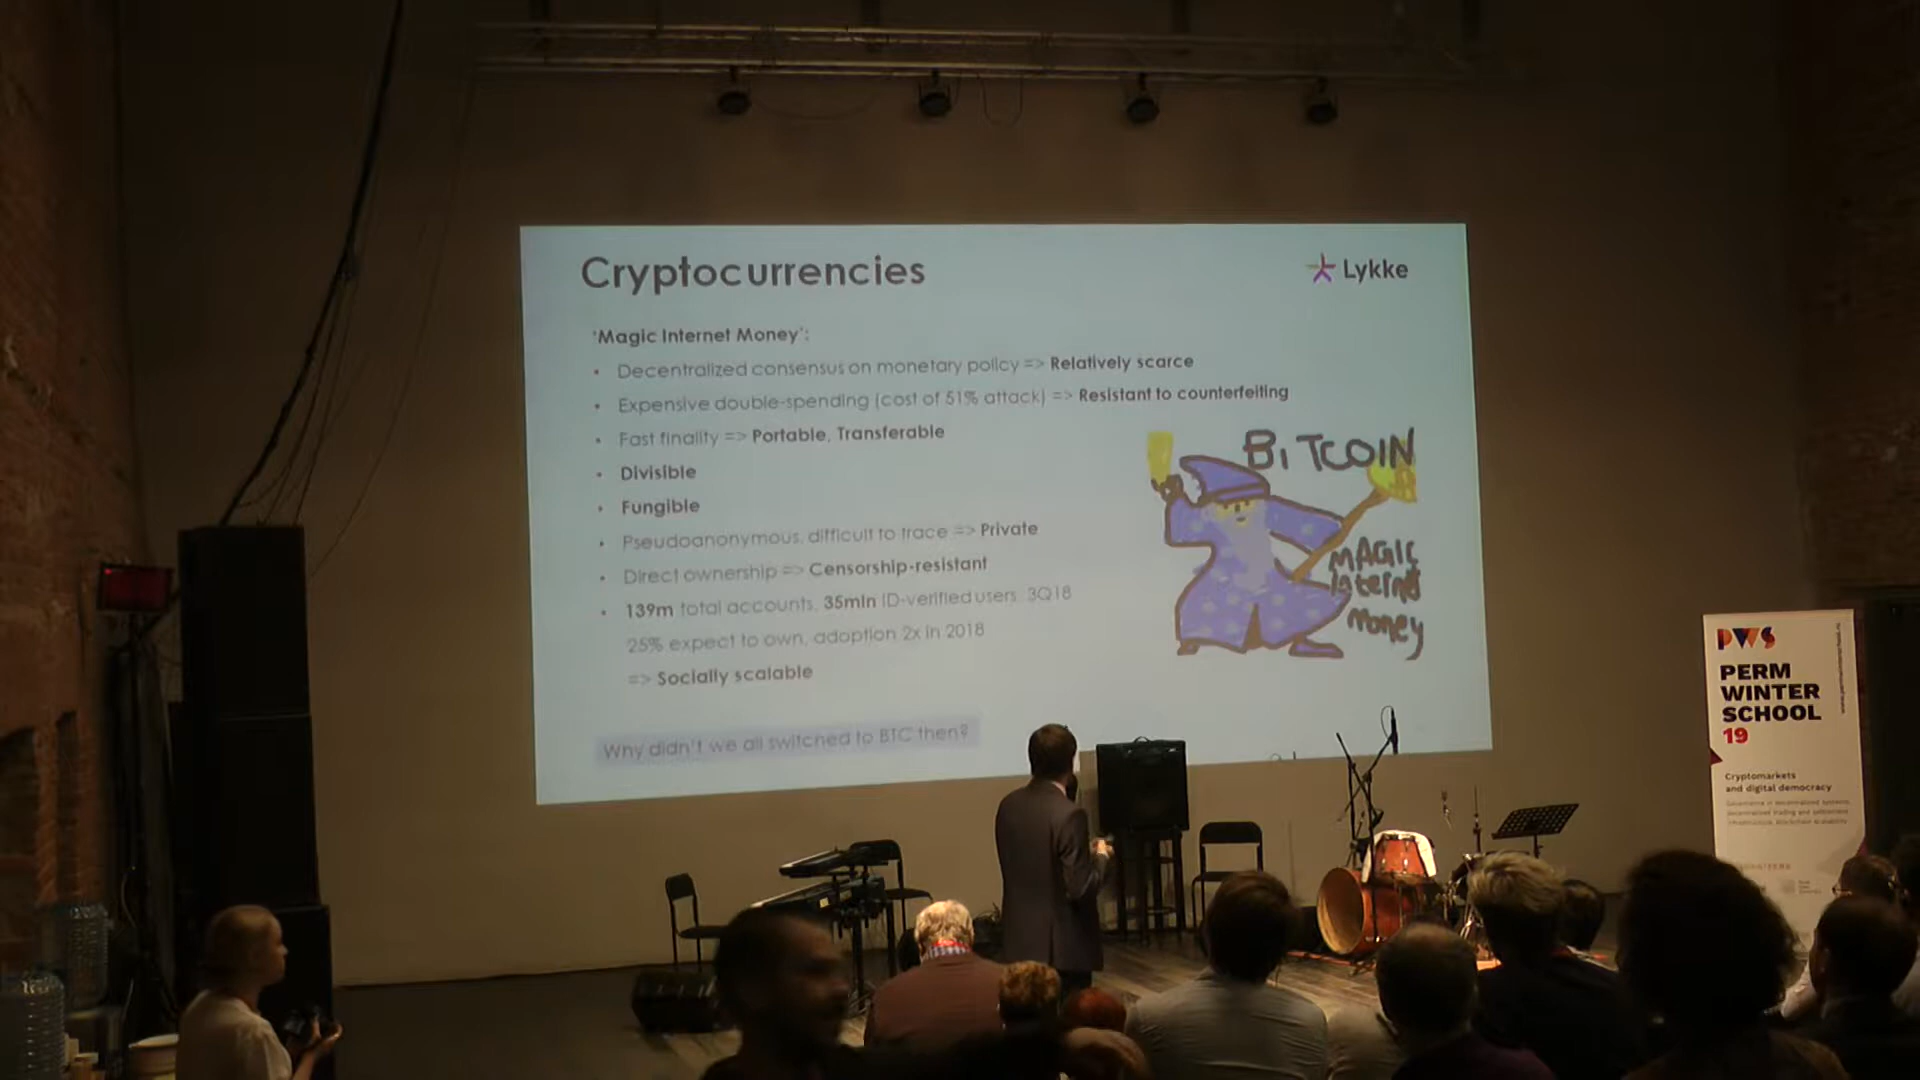 Cryptocurrencies
Lykke
'Magic Internet Money':
• Decentralized consensus on monetary policy => Relatively scarce
• Expensive double-spending (cost of 51% attack) => Resistant to counterfeiting
• Fast finality => Portable, Transferable
• Divisible
• Fungible
• Pseudoanonymous, difficult to trace => Private
• Direct ownership => Censorship-resistant
• 139m total accounts, 35mln ID-verified users 3Q18
25% expect to own, adoption 2x in 2018
=> Socially scalable
Why didn't we all switched to BTC then?
BiTCOIN
MAGIC
Internet
Money
PWS
PERM
WINTER
SCHOOL
19
Cryptomarkets
and digital democracy